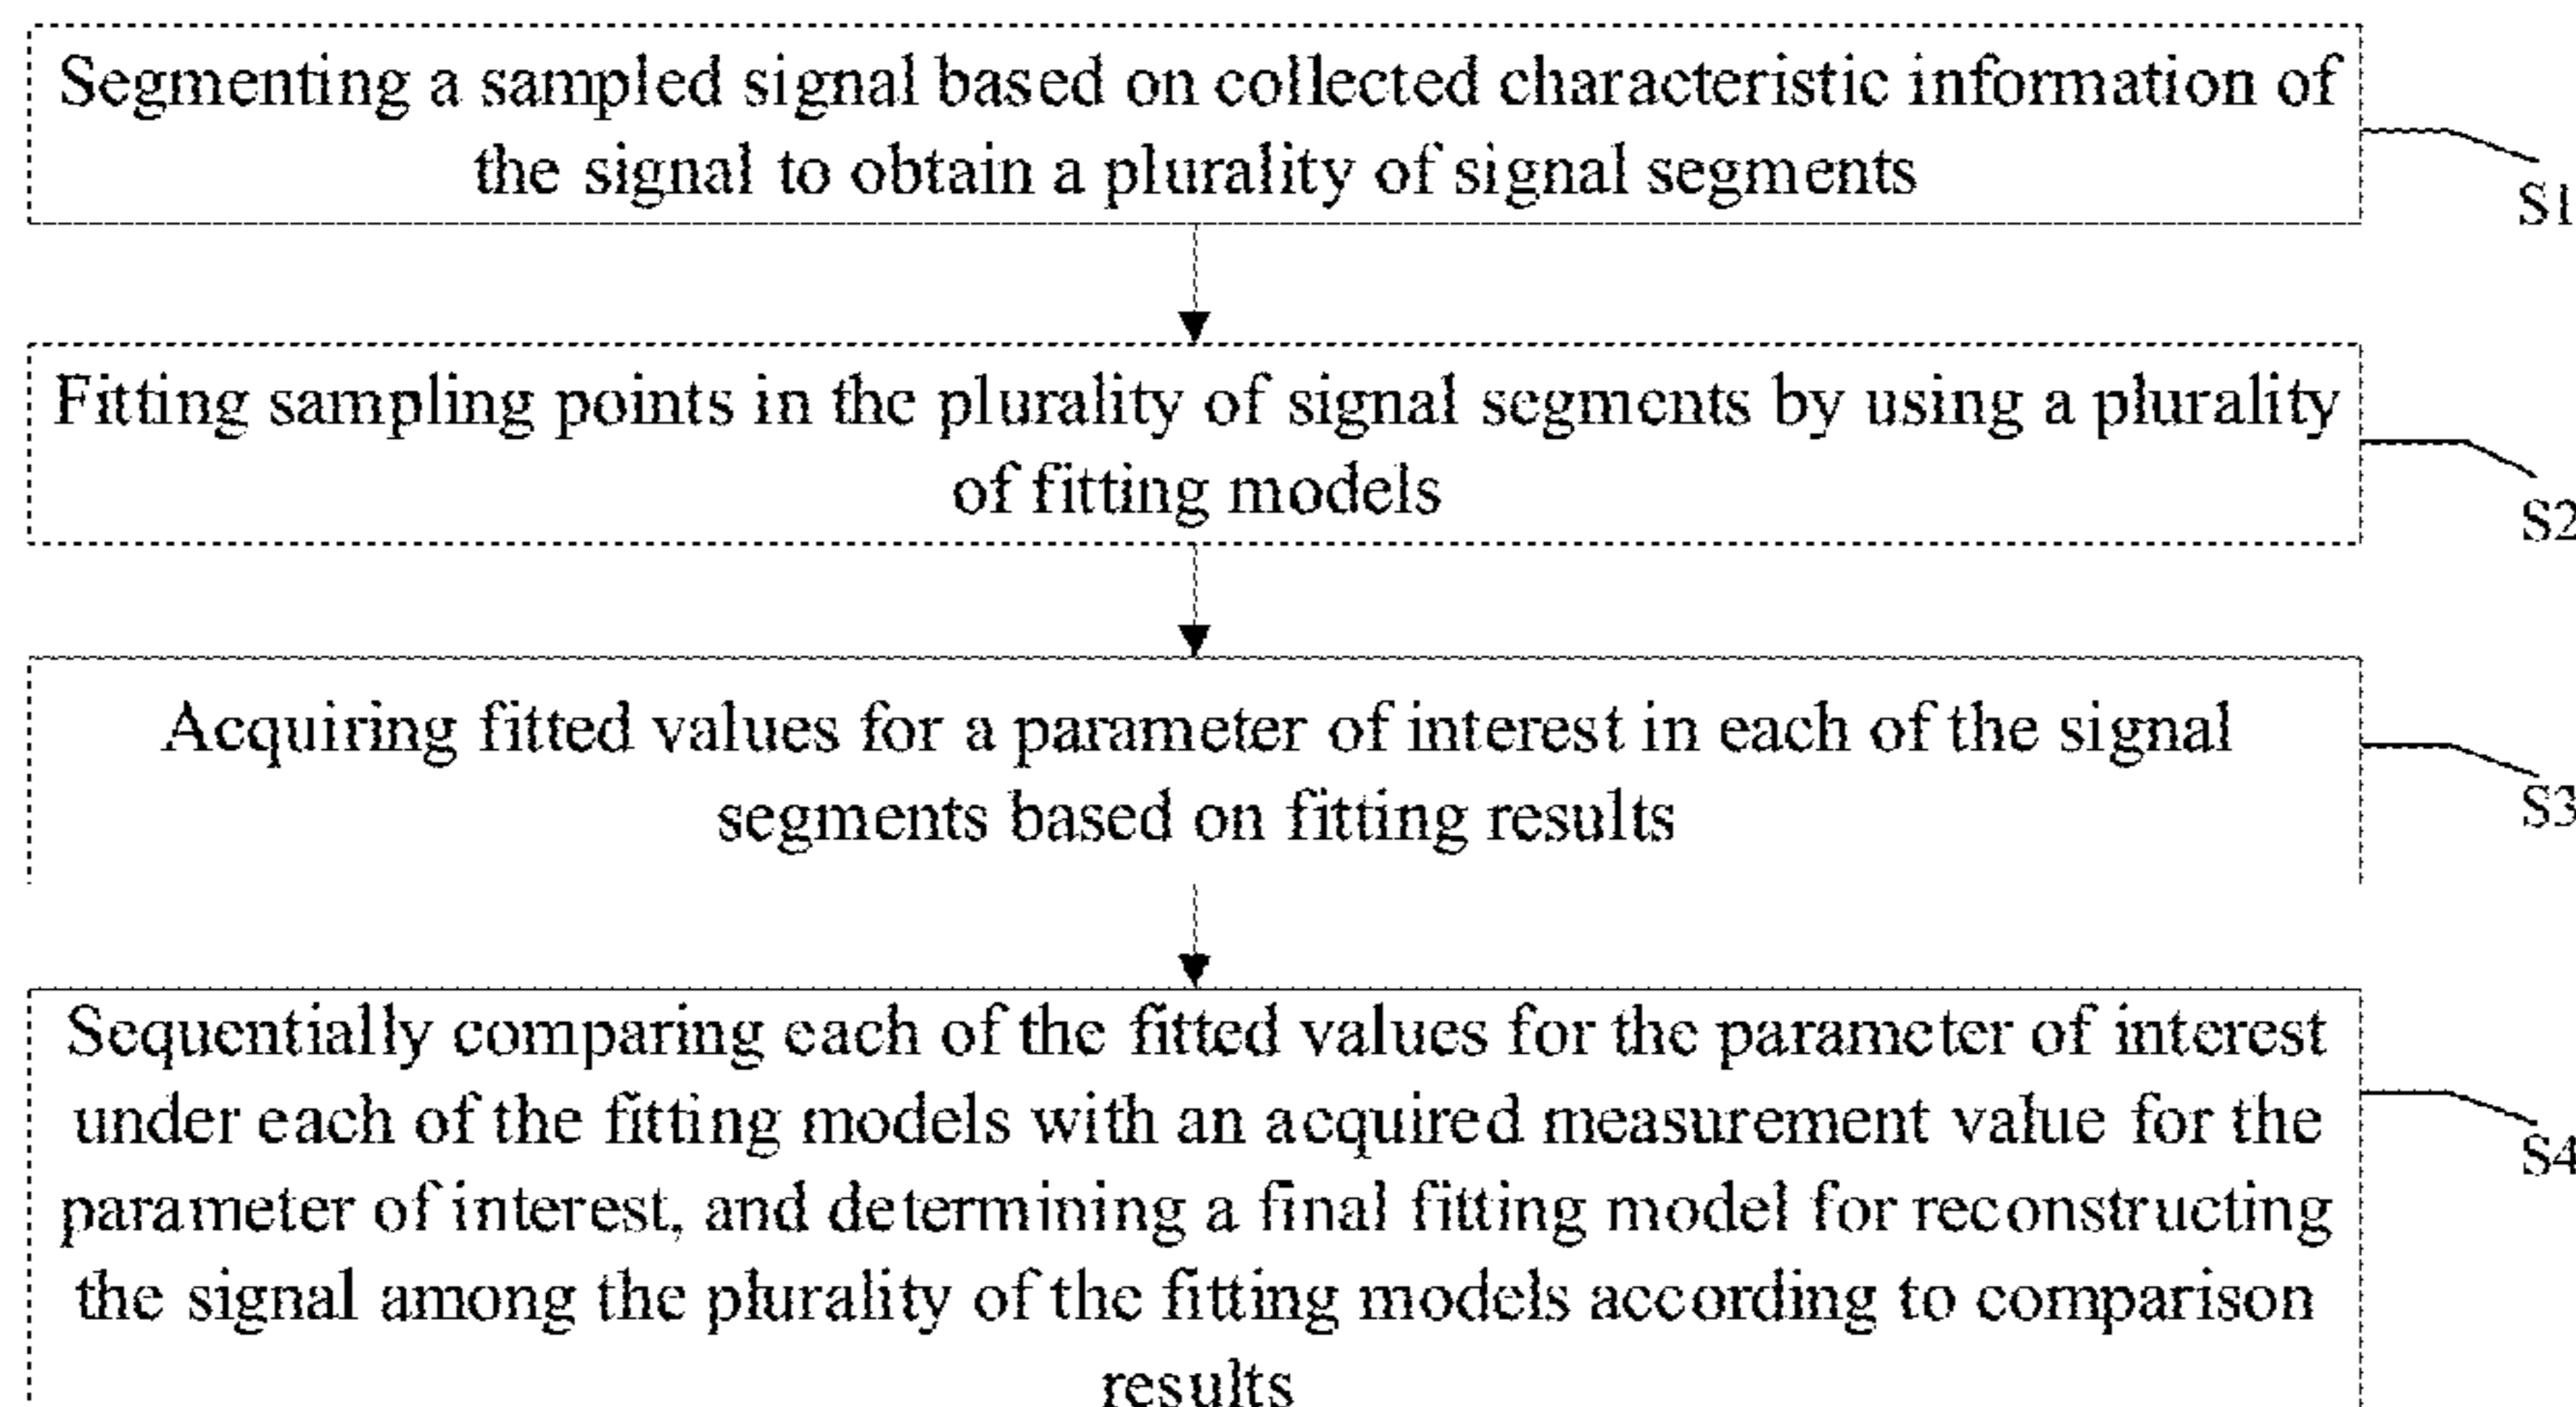 Segmenting a sampled signal based on collected characteristic information of
the signal to obtain a plurality of signal segments
S1
Fitting sampling points in the plurality of signal segments by using a plurality
of fitting models
S2
Acquiring fitted values for a parameter of interest in each of the signal
segments based on fitting results
S3
Sequentially comparing each of the fitted values for the parameter of interest
under each of the fitting models with an acquired measurement value for the
parameter of interest, and determining a final fitting model for reconstructing
the signal among the plurality of the fitting models according to comparison
results
S4